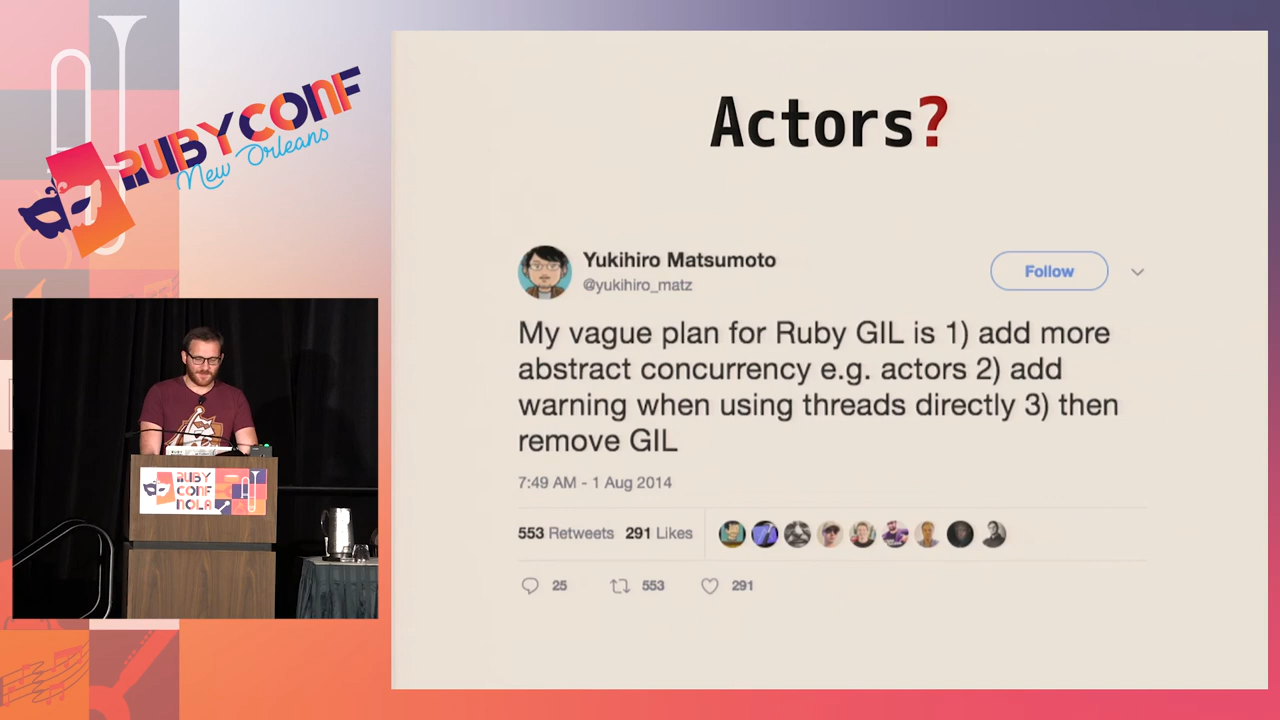 RUBYCONF
New Orleans
RUBY
CONF
NOLA
Actors?
Yukihiro Matsumoto
@yukihiro_matz
Follow
My vague plan for Ruby GIL is 1) add more
abstract concurrency e.g. actors 2) add
warning when using threads directly 3) then
remove GIL
7:49 AM - 1 Aug 2014
553 Retweets 291 Likes
25 553 291